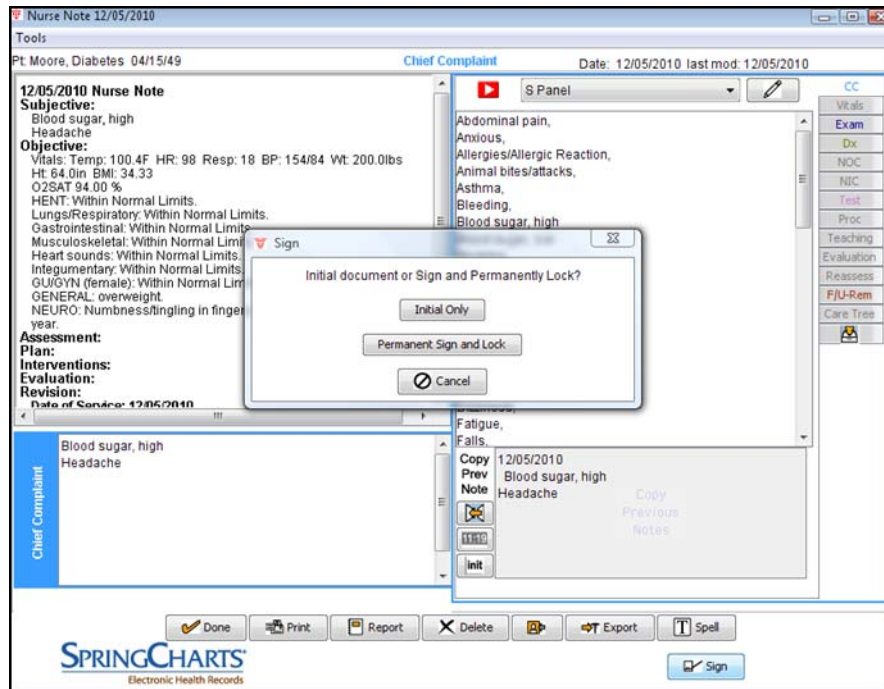 Nurse Note 12/05/2010
Tools
Pt: Moore, Diabetes 04/15/49
Chief Complaint
Date: 12/05/2010 last mod: 12/05/2010
12/05/2010 Nurse Note
Subjective:
Blood sugar, high
Headache
Objective:
Vitals: Temp: 100.4F HR: 98 Resp: 18 BP: 154/84 Wt: 200.0lbs
Ht: 64.0in BMI: 34.33
O2SAT 94.00 %
HENT: Within Normal Limits.
Lungs/Respiratory: Within Normal Limits.
Gastrointestinal: Within Normal Limits.
Musculoskeletal: Within Normal Limi
Heart sounds: Within Normal Limits.
Integumentary: Within Normal Limits.
GU/GYN (female): Within Normal Lim
GENERAL: overweight.
NEURO: Numbness/tingling in finger
year.
Assessment:
Plan:
Interventions:
Evaluation:
Revision:
Date of Service: 12/05/2010
S Panel
Abdominal pain,
Anxious,
Allergies/Allergic Reaction,
Animal bites/attacks,
Asthma,
Bleeding,
Blood sugar, high
Fatigue,
Falls,
CC
Vitals
Exam
Dx
NOC
NIC
Test
Proc
Teaching
Evaluation
Reassess
F/U-Rem
Care Tree
Sign
Initial document or Sign and Permanently Lock?
Initial Only
Permanent Sign and Lock
Cancel
Chief Complaint
Blood sugar, high
Headache
Copy
Prev
Note
init
12/05/2010
Blood sugar, high
Headache
Copy
Previous
Notes
Done
Print
Report
Delete
Export
Spell
SPRINGCHARTS
Electronic Health Records
Sign